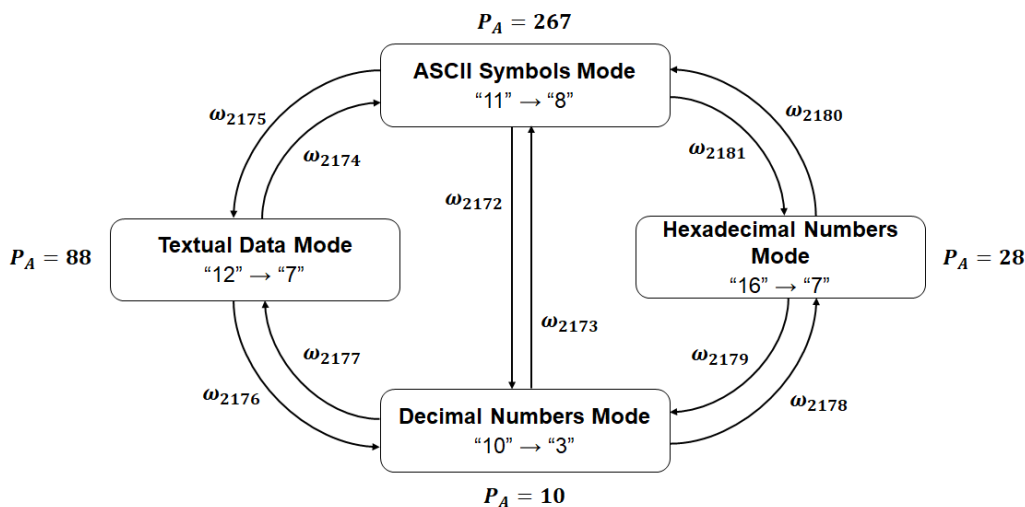 P_A = 267
ASCII Symbols Mode
“11” → “8”
ω2175
ω2180
ω2174
ω2181
ω2172
Textual Data Mode
“12” → “7”
P_A = 88
Hexadecimal Numbers
Mode
“16” → “7”
P_A = 28
ω2173
ω2177
ω2179
ω2176
ω2178
Decimal Numbers Mode
“10” → “3”
P_A = 10